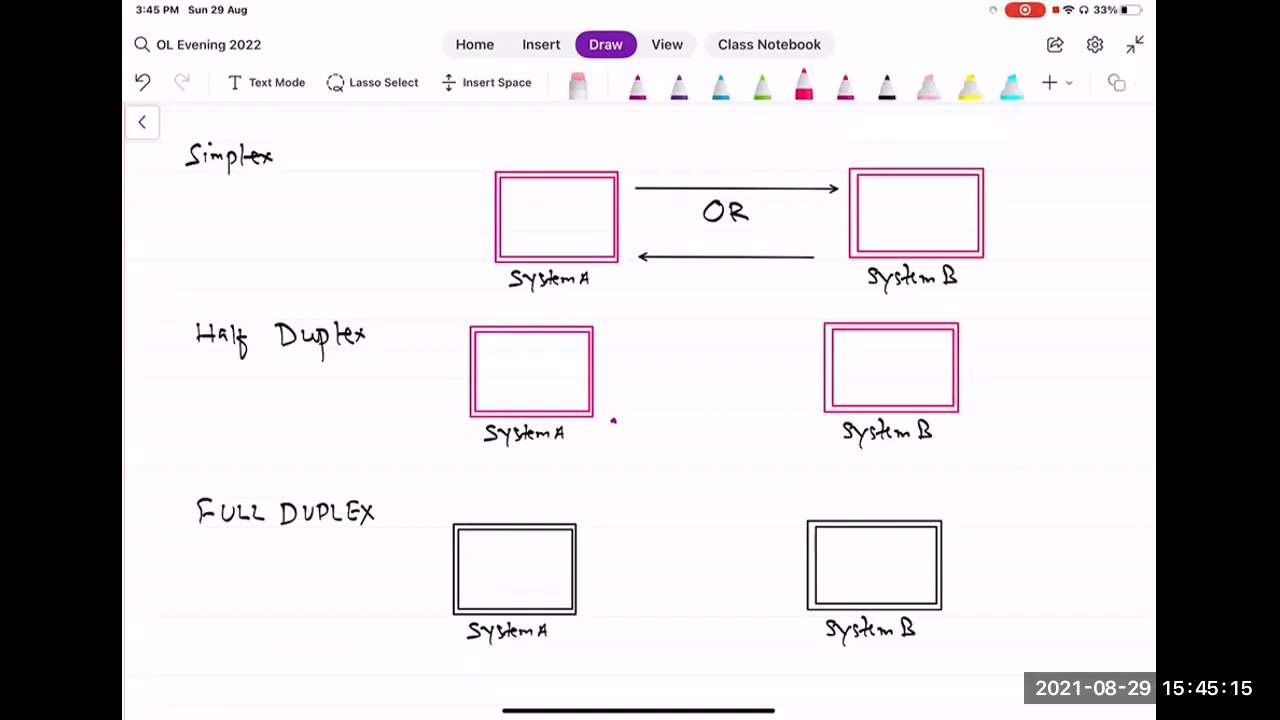 3:45 PM Sun 29 Aug 33%
OL Evening 2022 Home Insert Draw View Class Notebook
Text Mode Lasso Select Insert Space
Simplex
OR
System A System B
Half Duplex
System A System B
FULL DUPLEX
System A System B
2021-08-29 15:45:15